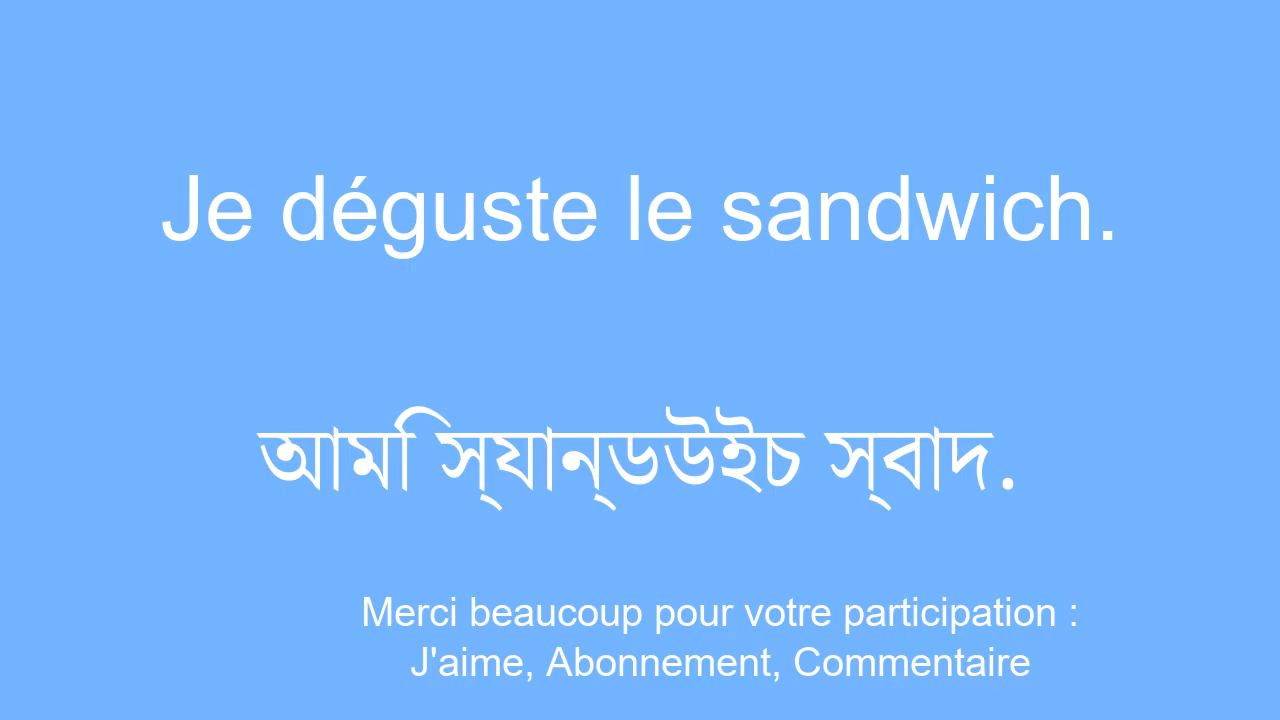 Je déguste le sandwich.
আমি স্যান্ডউইচ স্বাদ.
Merci beaucoup pour votre participation :
J'aime, Abonnement, Commentaire